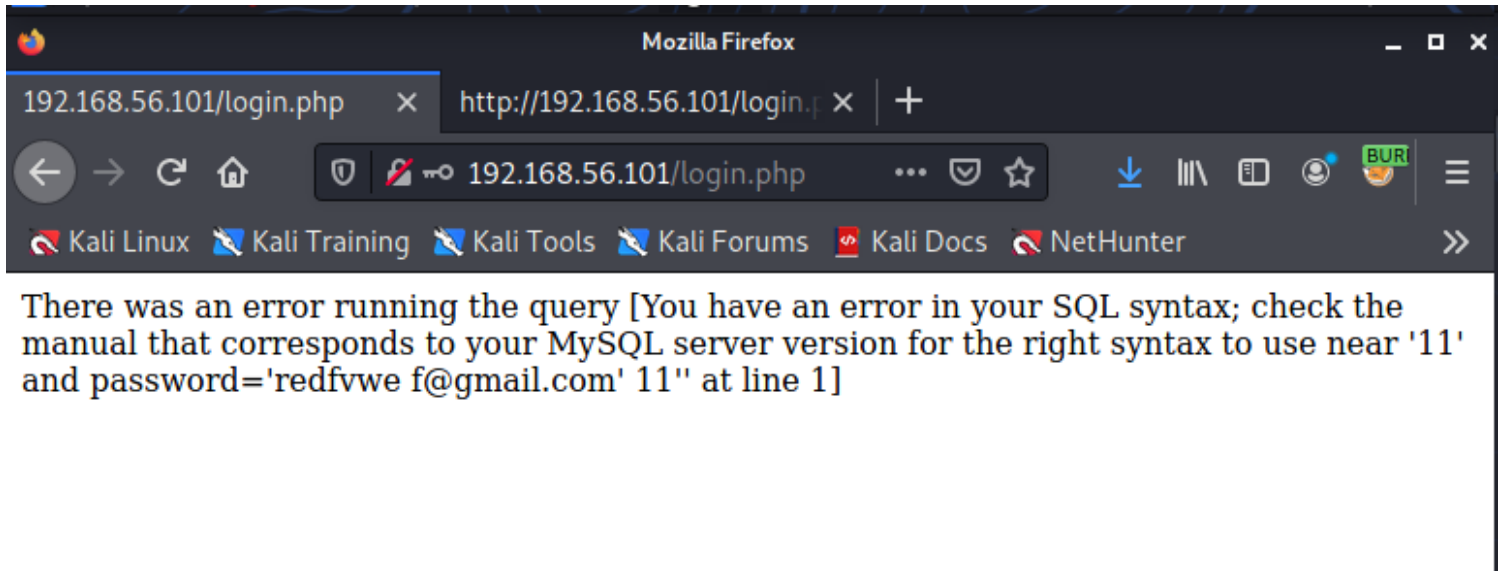 Mozilla Firefox
192.168.56.101/login.php http://192.168.56.101/login.p
192.168.56.101/login.php BURI
Kali Linux Kali Training Kali Tools Kali Forums Kali Docs NetHunter
There was an error running the query [You have an error in your SQL syntax; check the
manual that corresponds to your MySQL server version for the right syntax to use near '11'
and password='redfvwe f@gmail.com' 11'' at line 1]